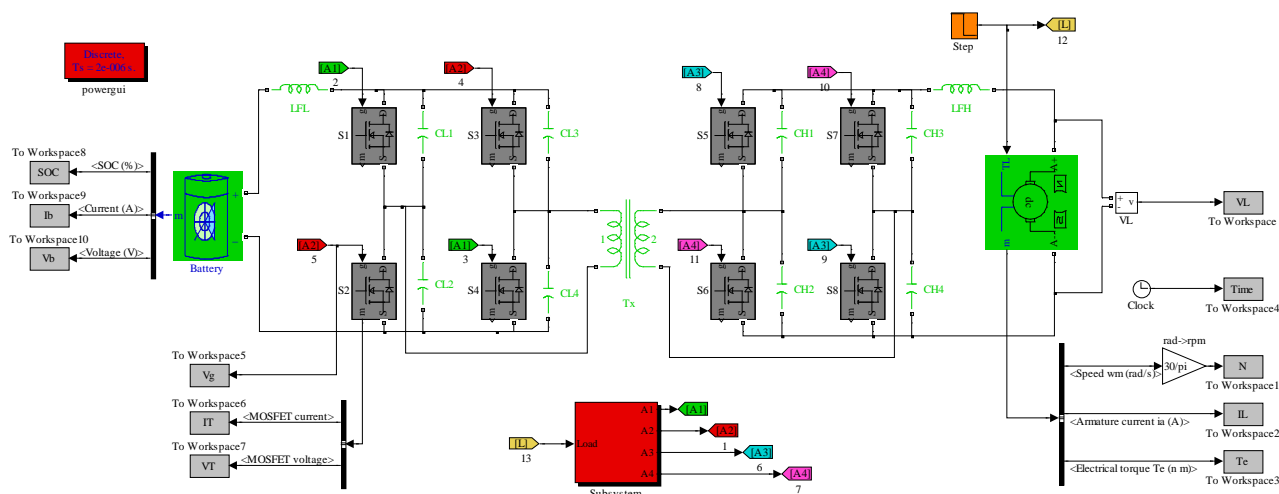 Discrete,
Ts = 2e-006 s.
powergui
[A1]
2
[A2]
4
[A3]
8
[A4]
10
Step
[L]
12
LFL
LFH
S1
g
D
m
S
CL1
S3
g
D
m
S
CL3
S5
g
D
m
S
CH1
S7
g
D
m
S
CH3
To Workspace8
SOC
<SOC (%)>
To Workspace9
Ib
<Current (A)>
To Workspace10
Vb
<Voltage (V)>
m
+
_
Battery
TL
A+
dc
m
A-
+
-
v
VL
VL
To Workspace
[A2]
5
[A1]
3
1
2
Tx
[A4]
11
[A3]
9
S2
g
D
m
S
CL2
S4
g
D
m
S
CL4
S6
g
D
m
S
CH2
S8
g
D
m
S
CH4
Clock
Time
To Workspace4
To Workspace5
Vg
To Workspace6
IT
<MOSFET current>
To Workspace7
VT
<MOSFET voltage>
rad->rpm
<Speed wm (rad/s)>
30/pi
N
To Workspace1
<Armature current ia (A)>
IL
To Workspace2
<Electrical torque Te (n m)>
Te
To Workspace3
[L]
13
Load
A1
A2
A3
A4
Subsystem
[A1]
[A2]
1
[A3]
6
[A4]
7